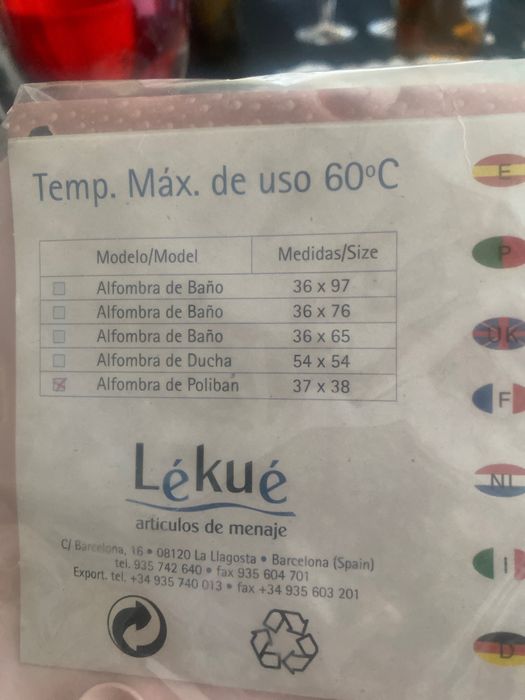 Temp. Máx. de uso 60ºC
Modelo/Model Medidas/Size
Alfombra de Baño 36 x 97
Alfombra de Baño 36 x 76
Alfombra de Baño 36 x 65
Alfombra de Ducha 54 x 54
Alfombra de Poliban 37 x 38
Lékué
articulos de menaje
C/ Barcelona, 16 • 08120 La Llagosta • Barcelona (Spain)
tel. 935 742 640 • fax 935 604 701
Export. tel. +34 935 740 013 • fax +34 935 603 201
E
P
UK
F
NL
I
D